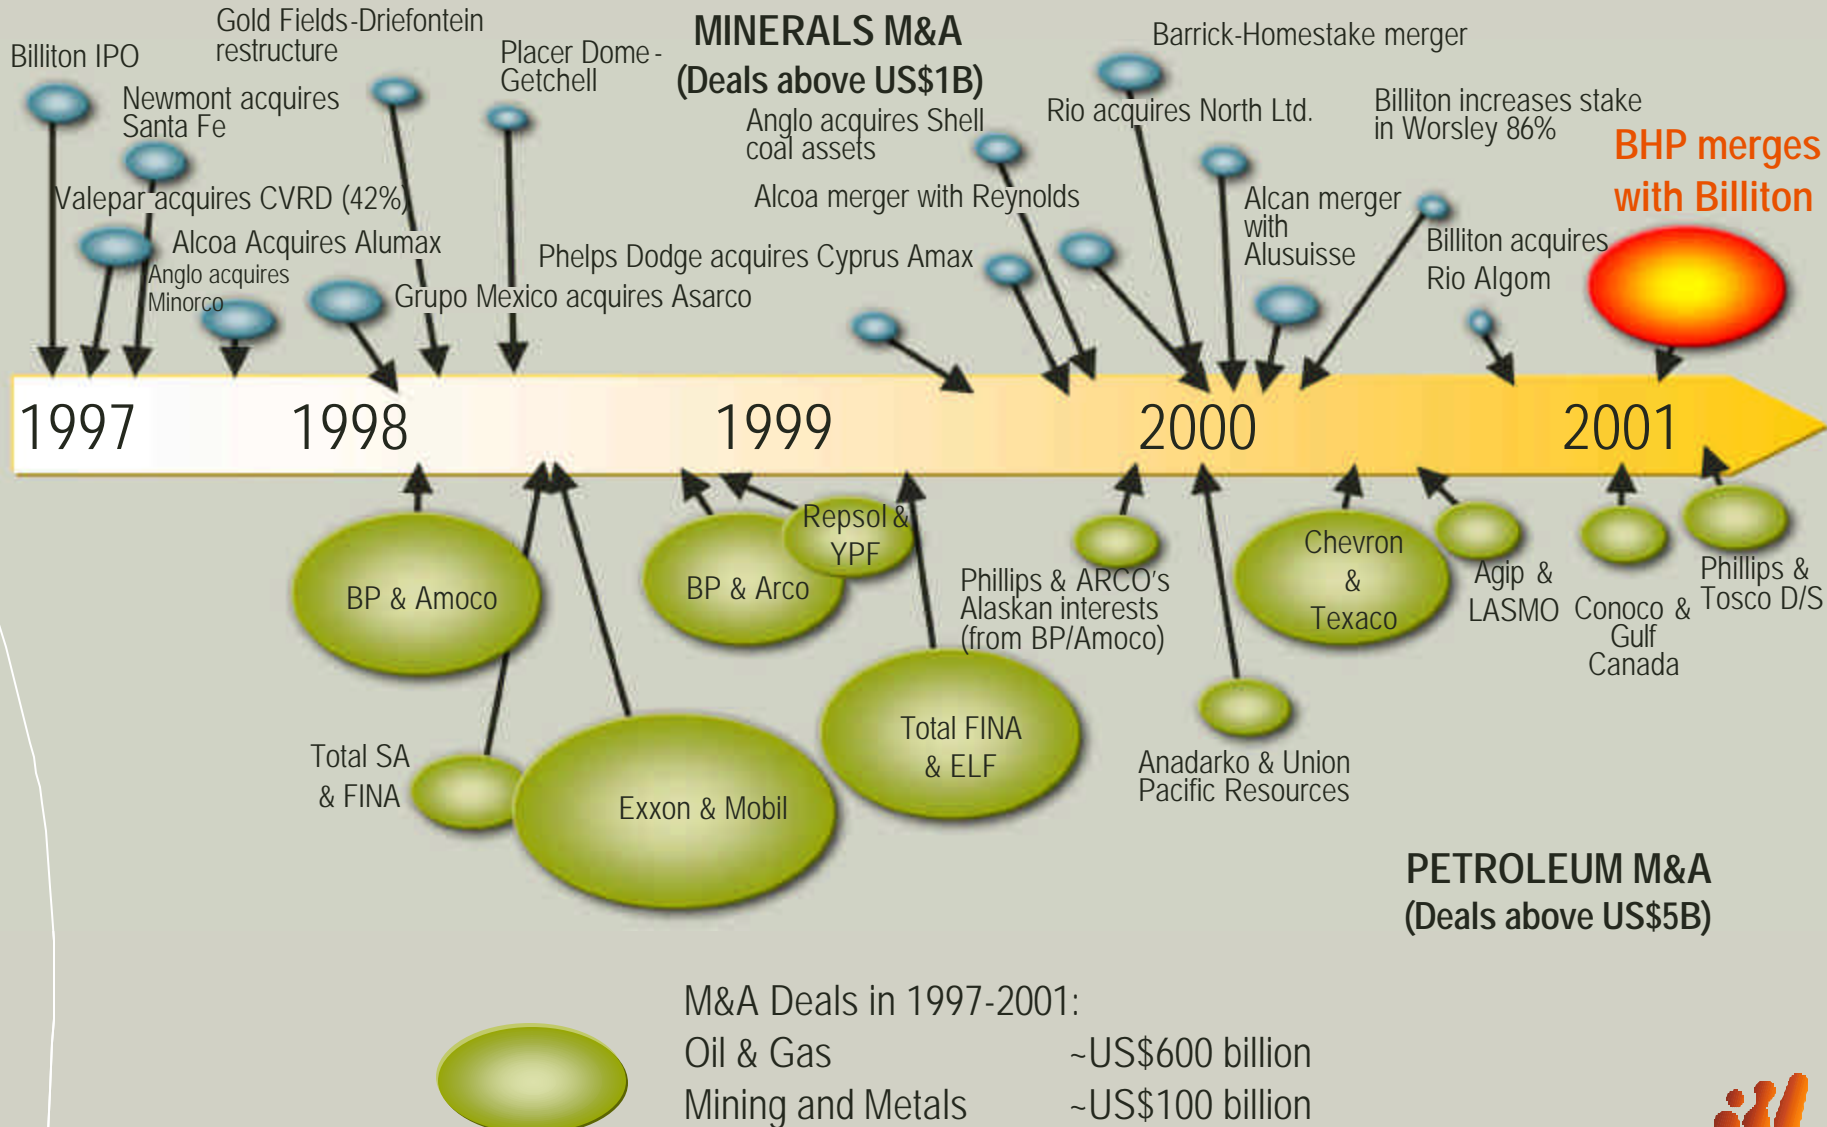 MINERALS M&A
(Deals above US$1B)
Billiton IPO
Gold Fields-Driefontein
restructure
Placer Dome -
Getchell
Barrick-Homestake merger
Newmont acquires
Santa Fe
Anglo acquires Shell
coal assets
Rio acquires North Ltd.
Billiton increases stake
in Worsley 86%
BHP merges
with Billiton
Valepar acquires CVRD (42%)
Alcoa merger with Reynolds
Alcan merger
with
Alusuisse
Alcoa Acquires Alumax
Phelps Dodge acquires Cyprus Amax
Billiton acquires
Rio Algom
Anglo acquires
Minorco
Grupo Mexico acquires Asarco
1997
1998
1999
2000
2001
BP & Amoco
BP & Arco
Repsol &
YPF
Phillips & ARCO's
Alaskan interests
(from BP/Amoco)
Chevron
&
Texaco
Agip &
LASMO
Conoco &
Gulf
Canada
Phillips &
Tosco D/S
Total SA
& FINA
Exxon & Mobil
Total FINA
& ELF
Anadarko & Union
Pacific Resources
PETROLEUM M&A
(Deals above US$5B)
M&A Deals in 1997-2001:
Oil & Gas ~US$600 billion
Mining and Metals ~US$100 billion